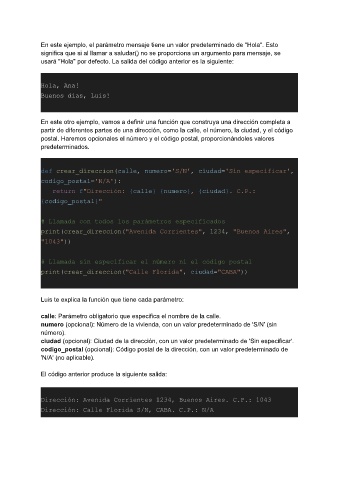 En este ejemplo, el parámetro mensaje tiene un valor predeterminado de "Hola". Esto
significa que si al llamar a saludar() no se proporciona un argumento para mensaje, se
usará "Hola" por defecto. La salida del código anterior es la siguiente:
Hola, Ana!
Buenos días, Luis!
En este otro ejemplo, vamos a definir una función que construya una dirección completa a
partir de diferentes partes de una dirección, como la calle, el número, la ciudad, y el código
postal. Haremos opcionales el número y el código postal, proporcionándoles valores
predeterminados.
def crear_direccion(calle, numero='S/N', ciudad='Sin especificar',
codigo_postal='N/A'):
return f"Dirección: {calle} {numero}, {ciudad}. C.P.:
{codigo_postal}"
# Llamada con todos los parámetros especificados
print(crear_direccion("Avenida Corrientes", 1234, "Buenos Aires",
"1043"))
# Llamada sin especificar el número ni el código postal
print(crear_direccion("Calle Florida", ciudad="CABA"))
Luis te explica la función que tiene cada parámetro:
calle: Parámetro obligatorio que especifica el nombre de la calle.
numero (opcional): Número de la vivienda, con un valor predeterminado de 'S/N' (sin
número).
ciudad (opcional): Ciudad de la dirección, con un valor predeterminado de 'Sin especificar'.
codigo_postal (opcional): Código postal de la dirección, con un valor predeterminado de
'N/A' (no aplicable).
El código anterior produce la siguiente salida:
Dirección: Avenida Corrientes 1234, Buenos Aires. C.P.: 1043
Dirección: Calle Florida S/N, CABA. C.P.: N/A